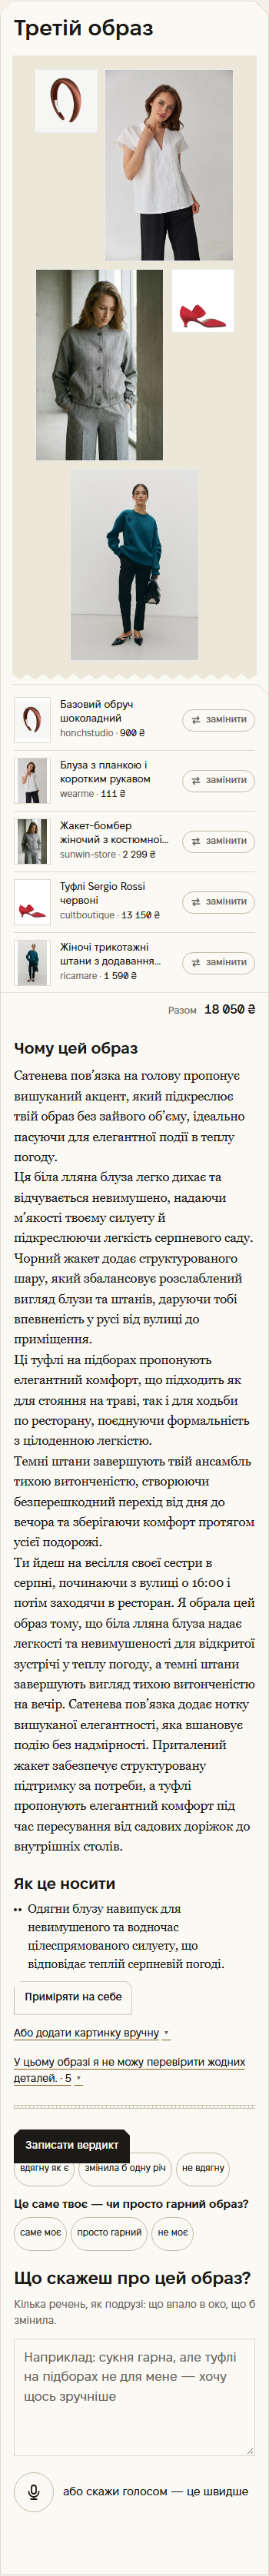 Третій образ
Базовий обруч
шоколадний
honchstudio · 900 ₴
замінити
Блуза з планкою і
коротким рукавом
wearme · 111 ₴
замінити
Жакет-бомбер
жіночий з костюмної...
sunwin-store · 2 299 ₴
замінити
Туфлі Sergio Rossi
червоні
cultboutique · 13 150 ₴
замінити
Жіночі трикотажні
штани з додавання...
ricamare · 1 590 ₴
замінити
Разом 18 050 ₴
Чому цей образ
Сатенева пов’язка на голову пропонує
вишуканий акцент, який підкреслює
твій образ без зайвого об’єму, ідеально
пасуючи для елегантної події в теплу
погоду.
Ця біла лляна блуза легко дихає та
відчувається невимушено, надаючи
м’якості твоєму силуету й
підкреслюючи легкість серпневого саду.
Чорний жакет додає структурованого
шару, який збалансовує розслаблений
вигляд блузи та штанів, даруючи тобі
впевненість у русі від вулиці до
приміщення.
Ці туфлі на підборах пропонують
елегантний комфорт, що підходить як
для стояння на траві, так і для ходьби
по ресторану, поєднуючи формальність
з цілоденною легкістю.
Темні штани завершують твій ансамбль
тихою витонченістю, створюючи
безперешкодний перехід від дня до
вечора та зберігаючи комфорт протягом
усієї подорожі.
Ти йдеш на весілля своєї сестри в
серпні, починаючи з вулиці о 16:00 і
потім заходячи в ресторан. Я обрала цей
образ тому, що біла лляна блуза надає
легкості та невимушеності для відкритої
зустрічі у теплу погоду, а темні штани
завершують вигляд тихою витонченістю
на вечір. Сатенева пов’язка додає нотку
вишуканої елегантності, яка вшановує
подію без надмірності. Приталений
жакет забезпечує структуровану
підтримку за потреби, а туфлі
пропонують елегантний комфорт під
час пересування від садових доріжок до
внутрішніх столів.
Як це носити
Одягни блузу навипуск для
невимушеного та водночас
цілеспрямованого силуету, що
відповідає теплій серпневій погоді.
Приміряти на себе
Або додати картинку вручну
У цьому образі я не можу перевірити жодних
деталей. · 5
Записати вердикт
вдягну як є
змінила б одну річ
не вдягну
Це саме твоє — чи просто гарний образ?
саме моє
просто гарний
не моє
Що скажеш про цей образ?
Кілька речень, як подрузі: що впало в око, що б
змінила.
Наприклад: сукня гарна, але туфлі
на підборах не для мене — хочу
щось зручніше
або скажи голосом — це швидше